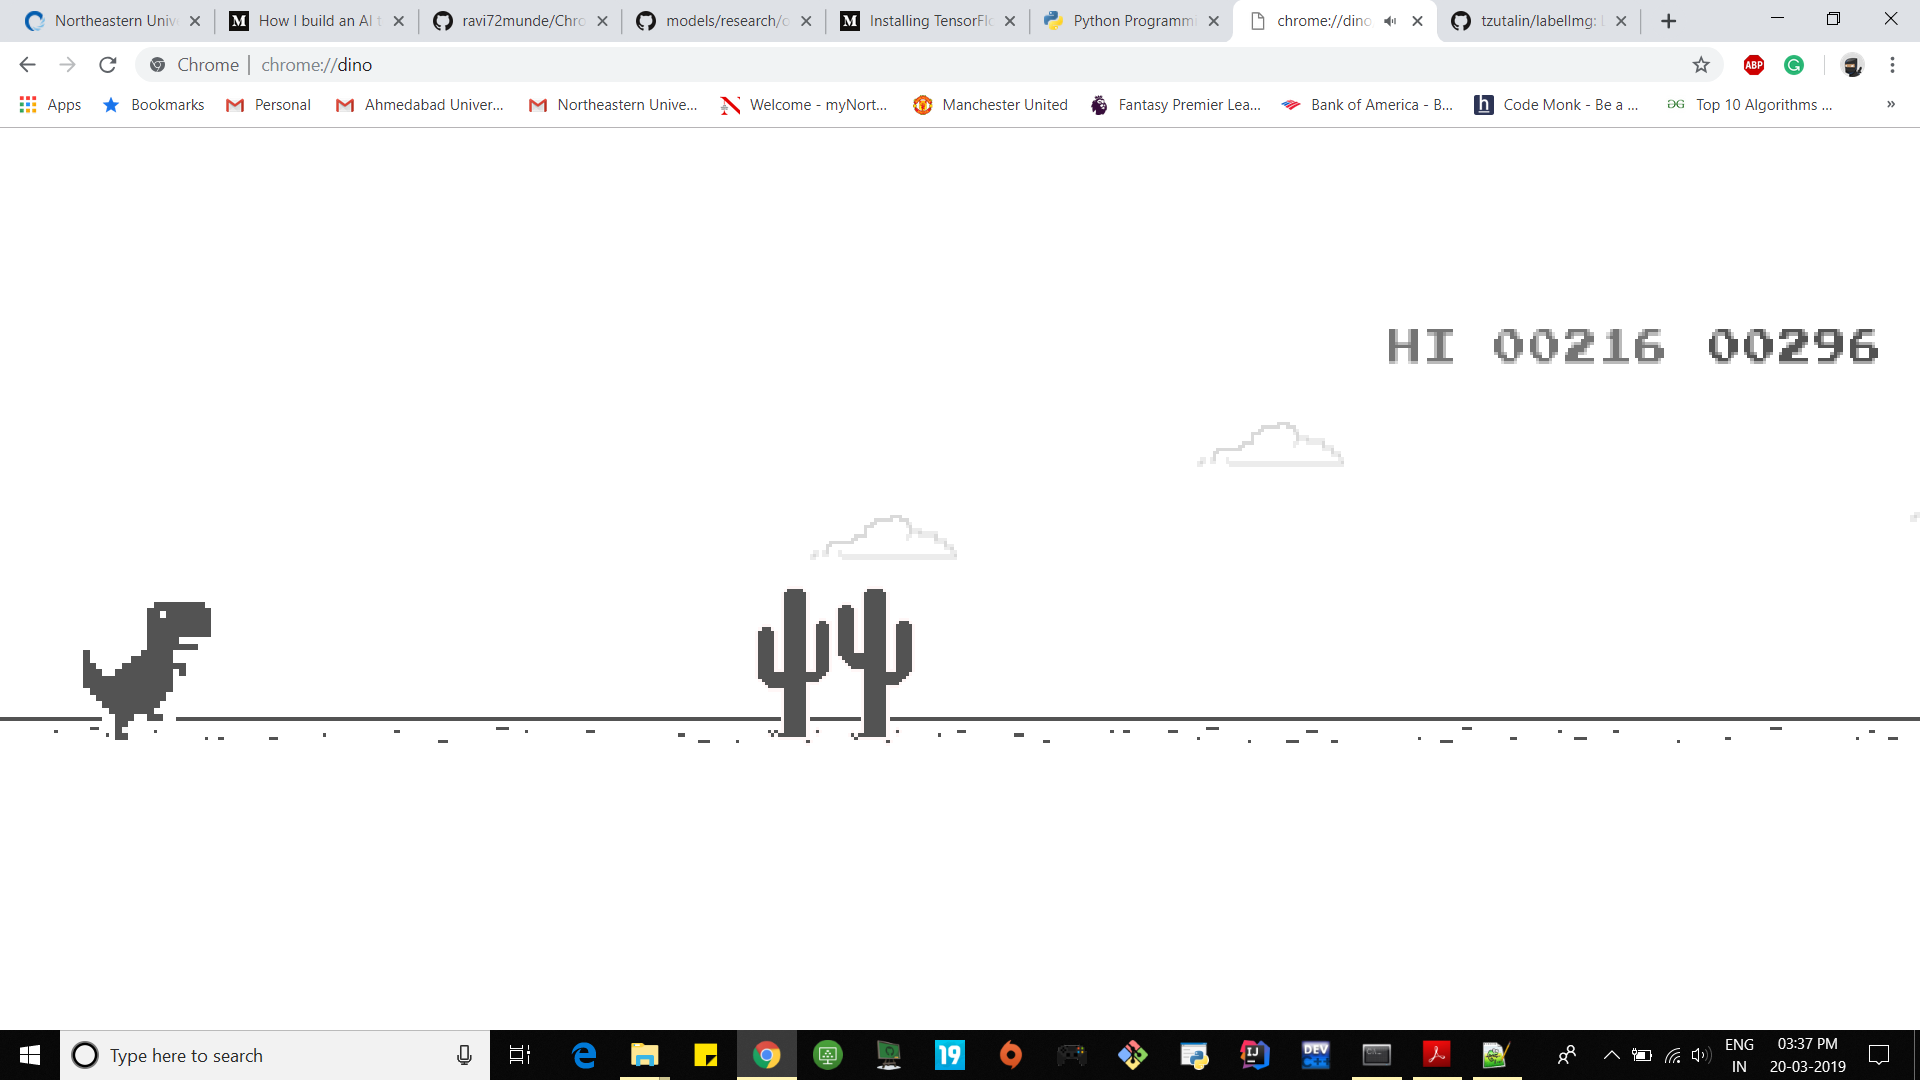 Northeastern Univ
How I build an AI t
ravi72munde/Chro
models/research/o
Installing TensorFlo
Python Programmi
chrome://dino
tzutalin/labelImg:
Chrome | chrome://dino
ABP
Apps
Bookmarks
Personal
Ahmedabad Univer...
Northeastern Unive...
Welcome - myNort...
Manchester United
Fantasy Premier Lea...
Bank of America - B...
Code Monk - Be a ...
Top 10 Algorithms ...
»
HI 00216 00296
Type here to search
19
IJ
DEV
ENG
IN
03:37 PM
20-03-2019